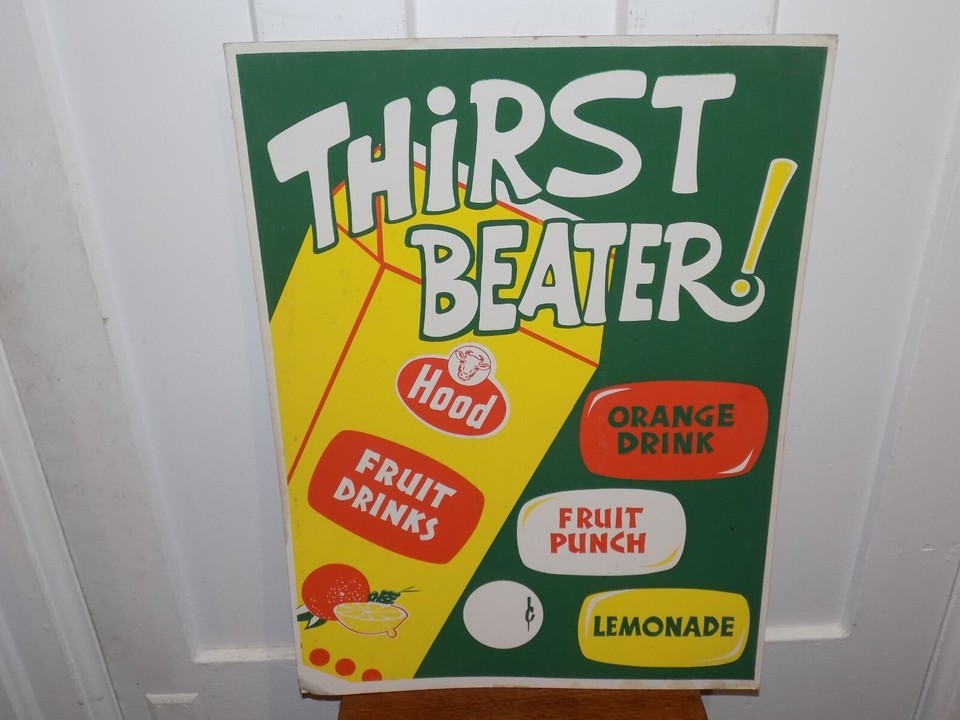 THiRST
BEATER!
Hood
FRUIT
DRINKS
ORANGE
DRINK
FRUIT
PUNCH
¢
LEMONADE